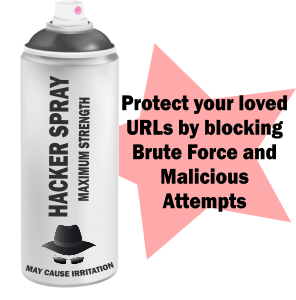 HACKER SPRAY
MAXIMUM STRENGTH
MAY CAUSE IRRITATION
Protect your loved
URLs by blocking
Brute Force and
Malicious
Attempts